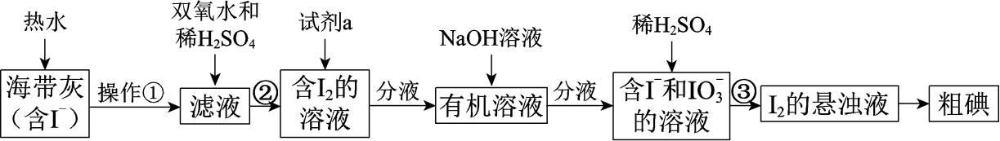 热水
双氧水和
稀H₂SO₄
试剂a
NaOH溶液
稀H₂SO₄
海带灰
(含I⁻)
操作①
滤液
②
含I₂的
溶液
分液
有机溶液
分液
含I⁻和IO₃⁻
的溶液
③
I₂的悬浊液
粗碘